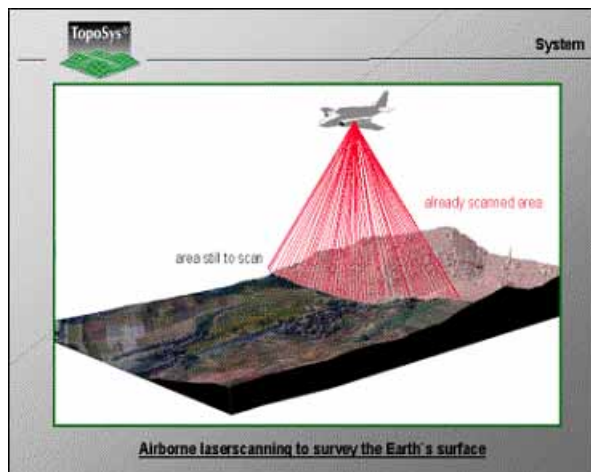 TopoSys®
System
already scanned area
area still to scan
Airborne laserscanning to survey the Earth`s surface